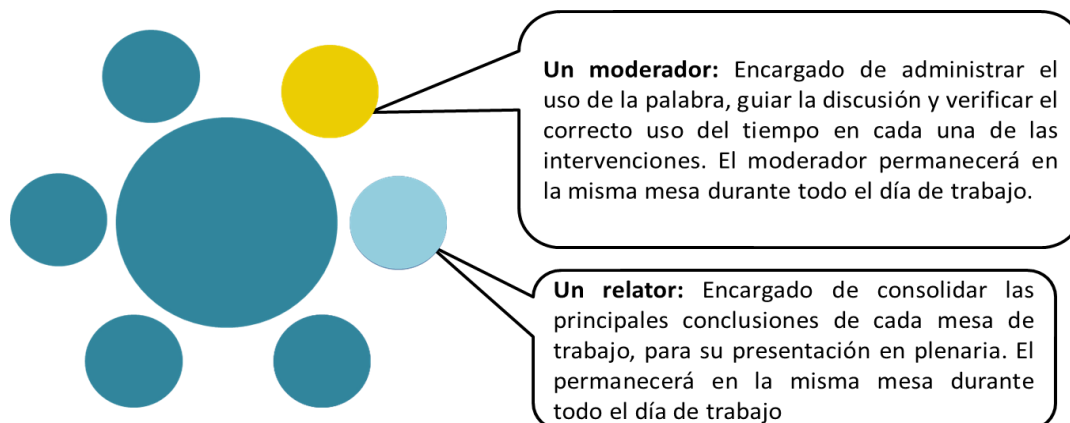 Un moderador: Encargado de administrar el
uso de la palabra, guiar la discusión y verificar el
correcto uso del tiempo en cada una de las
intervenciones. El moderador permanecerá en
la misma mesa durante todo el día de trabajo.
Un relator: Encargado de consolidar las
principales conclusiones de cada mesa de
trabajo, para su presentación en plenaria. El
permanecerá en la misma mesa durante
todo el día de trabajo